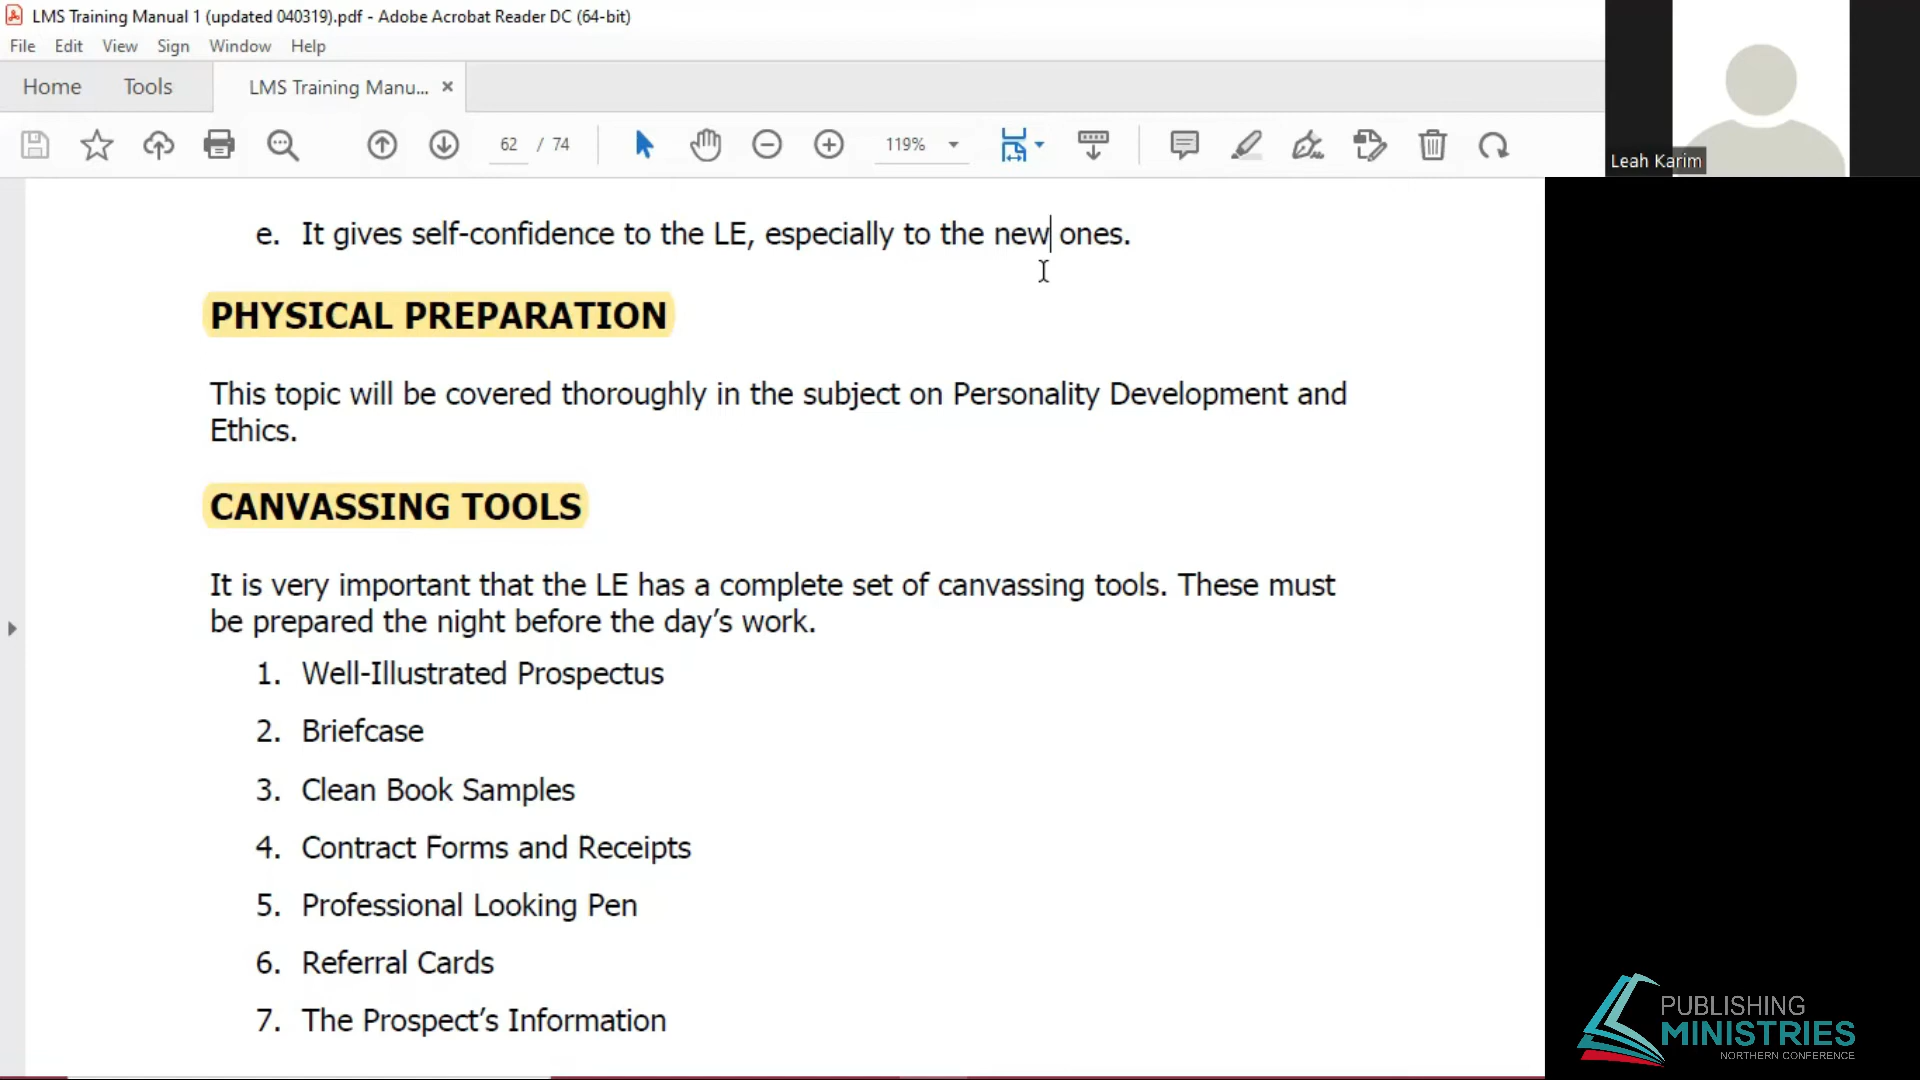 LMS Training Manual 1 (updated 040319).pdf - Adobe Acrobat Reader DC (64-bit)
File Edit View Sign Window Help
Home Tools LMS Training Manu... ×
62 / 74 119%
Leah Karim
e. It gives self-confidence to the LE, especially to the new ones.
PHYSICAL PREPARATION
This topic will be covered thoroughly in the subject on Personality Development and
Ethics.
CANVASSING TOOLS
It is very important that the LE has a complete set of canvassing tools. These must
be prepared the night before the day’s work.
1. Well-Illustrated Prospectus
2. Briefcase
3. Clean Book Samples
4. Contract Forms and Receipts
5. Professional Looking Pen
6. Referral Cards
7. The Prospect’s Information
PUBLISHING
MINISTRIES
NORTHERN CONFERENCE